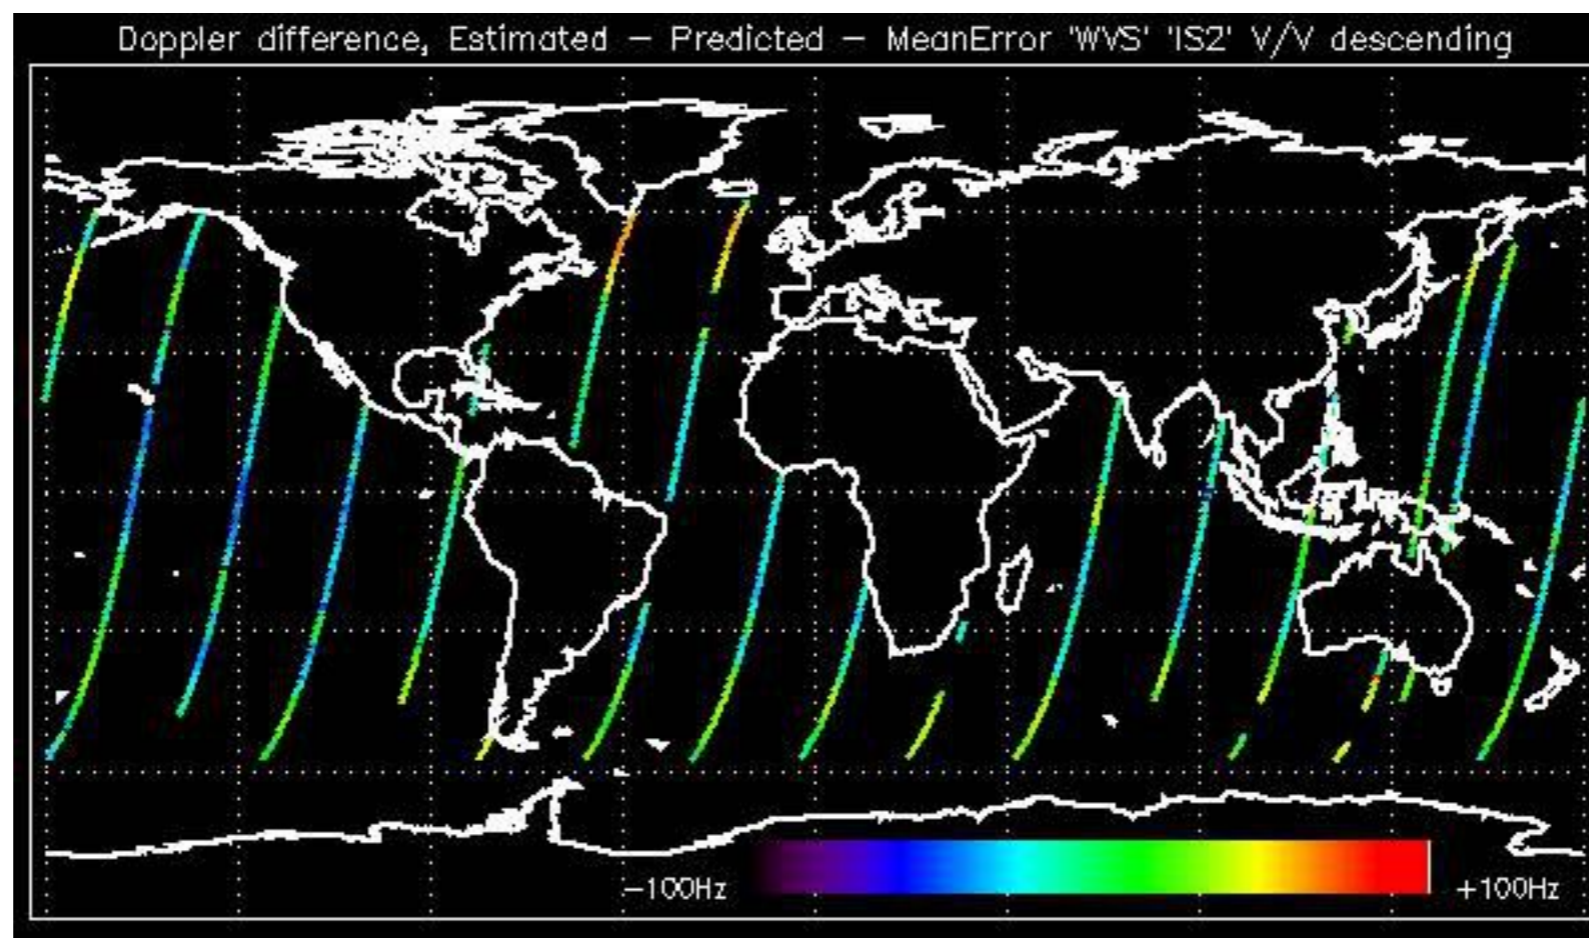 Doppler difference, Estimated – Predicted – MeanError 'WVS' 'IS2' V/V descending
-100Hz
+100Hz